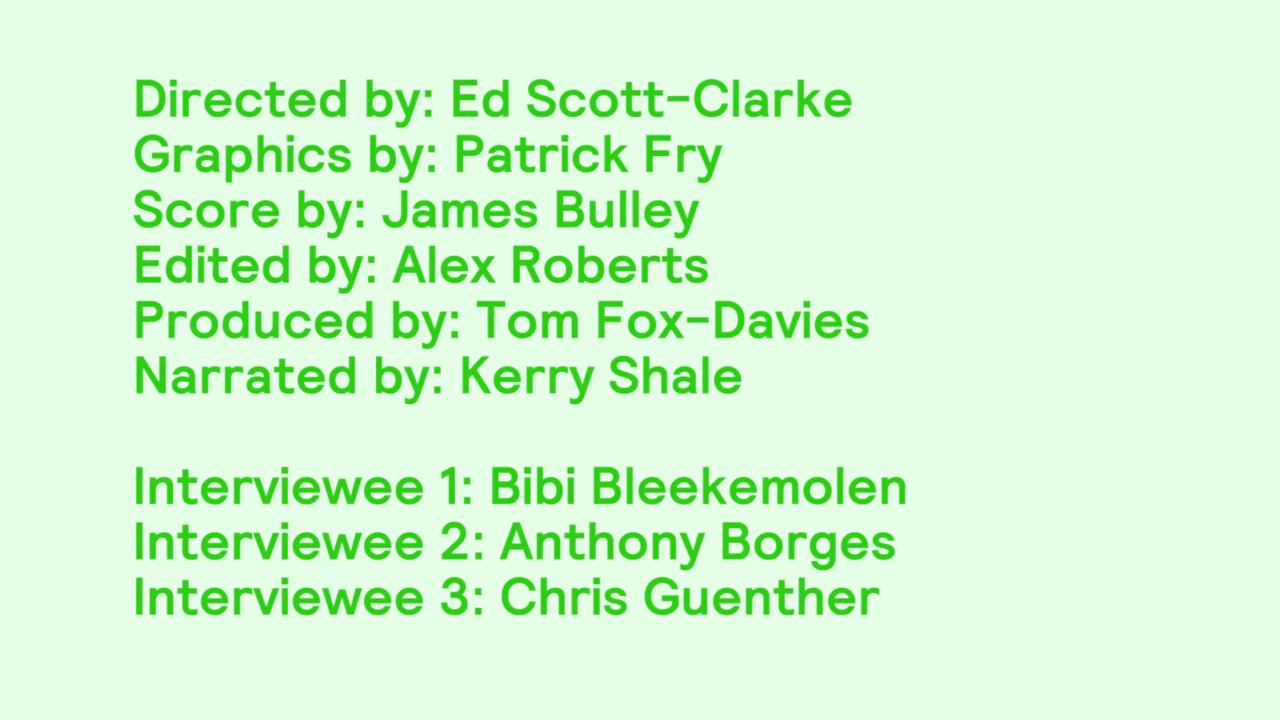 Directed by: Ed Scott-Clarke
Graphics by: Patrick Fry
Score by: James Bulley
Edited by: Alex Roberts
Produced by: Tom Fox-Davies
Narrated by: Kerry Shale
Interviewee 1: Bibi Bleekemolen
Interviewee 2: Anthony Borges
Interviewee 3: Chris Guenther